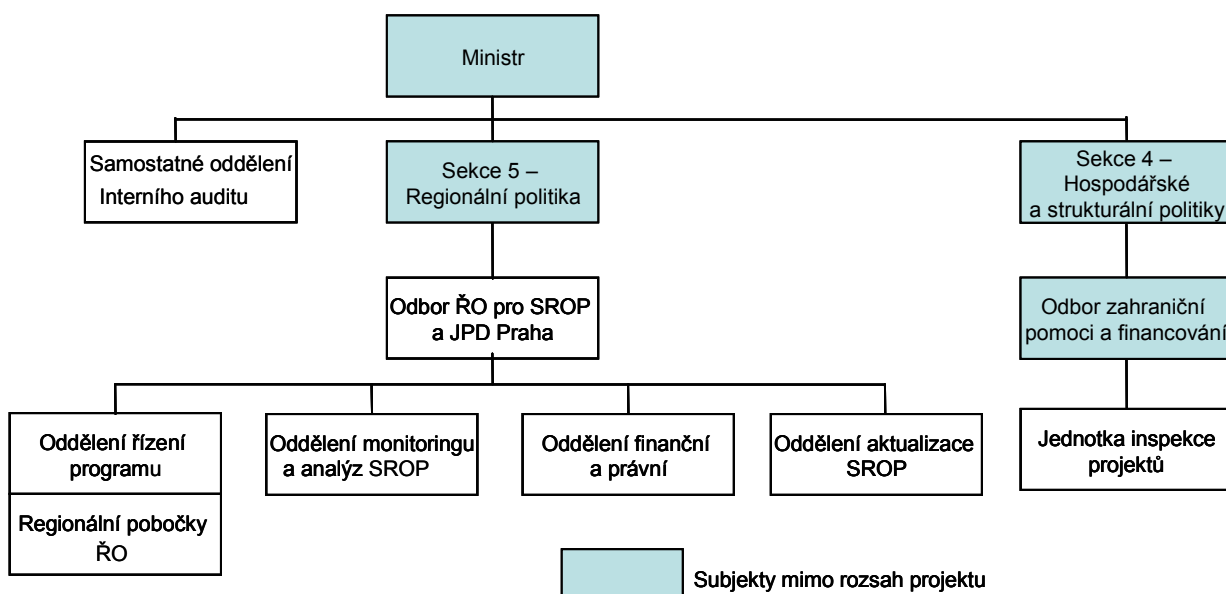 Ministr
Samostatné oddělení
Interního auditu
Sekce 5 –
Regionální politika
Sekce 4 –
Hospodářské
a strukturální politiky
Odbor ŘO pro SROP
a JPD Praha
Odbor zahraniční
pomoci a financování
Oddělení řízení
programu
Regionální pobočky
ŘO
Oddělení monitoringu
a analýz SROP
Oddělení finanční
a právní
Oddělení aktualizace
SROP
Jednotka inspekce
projektů
Subjekty mimo rozsah projektu